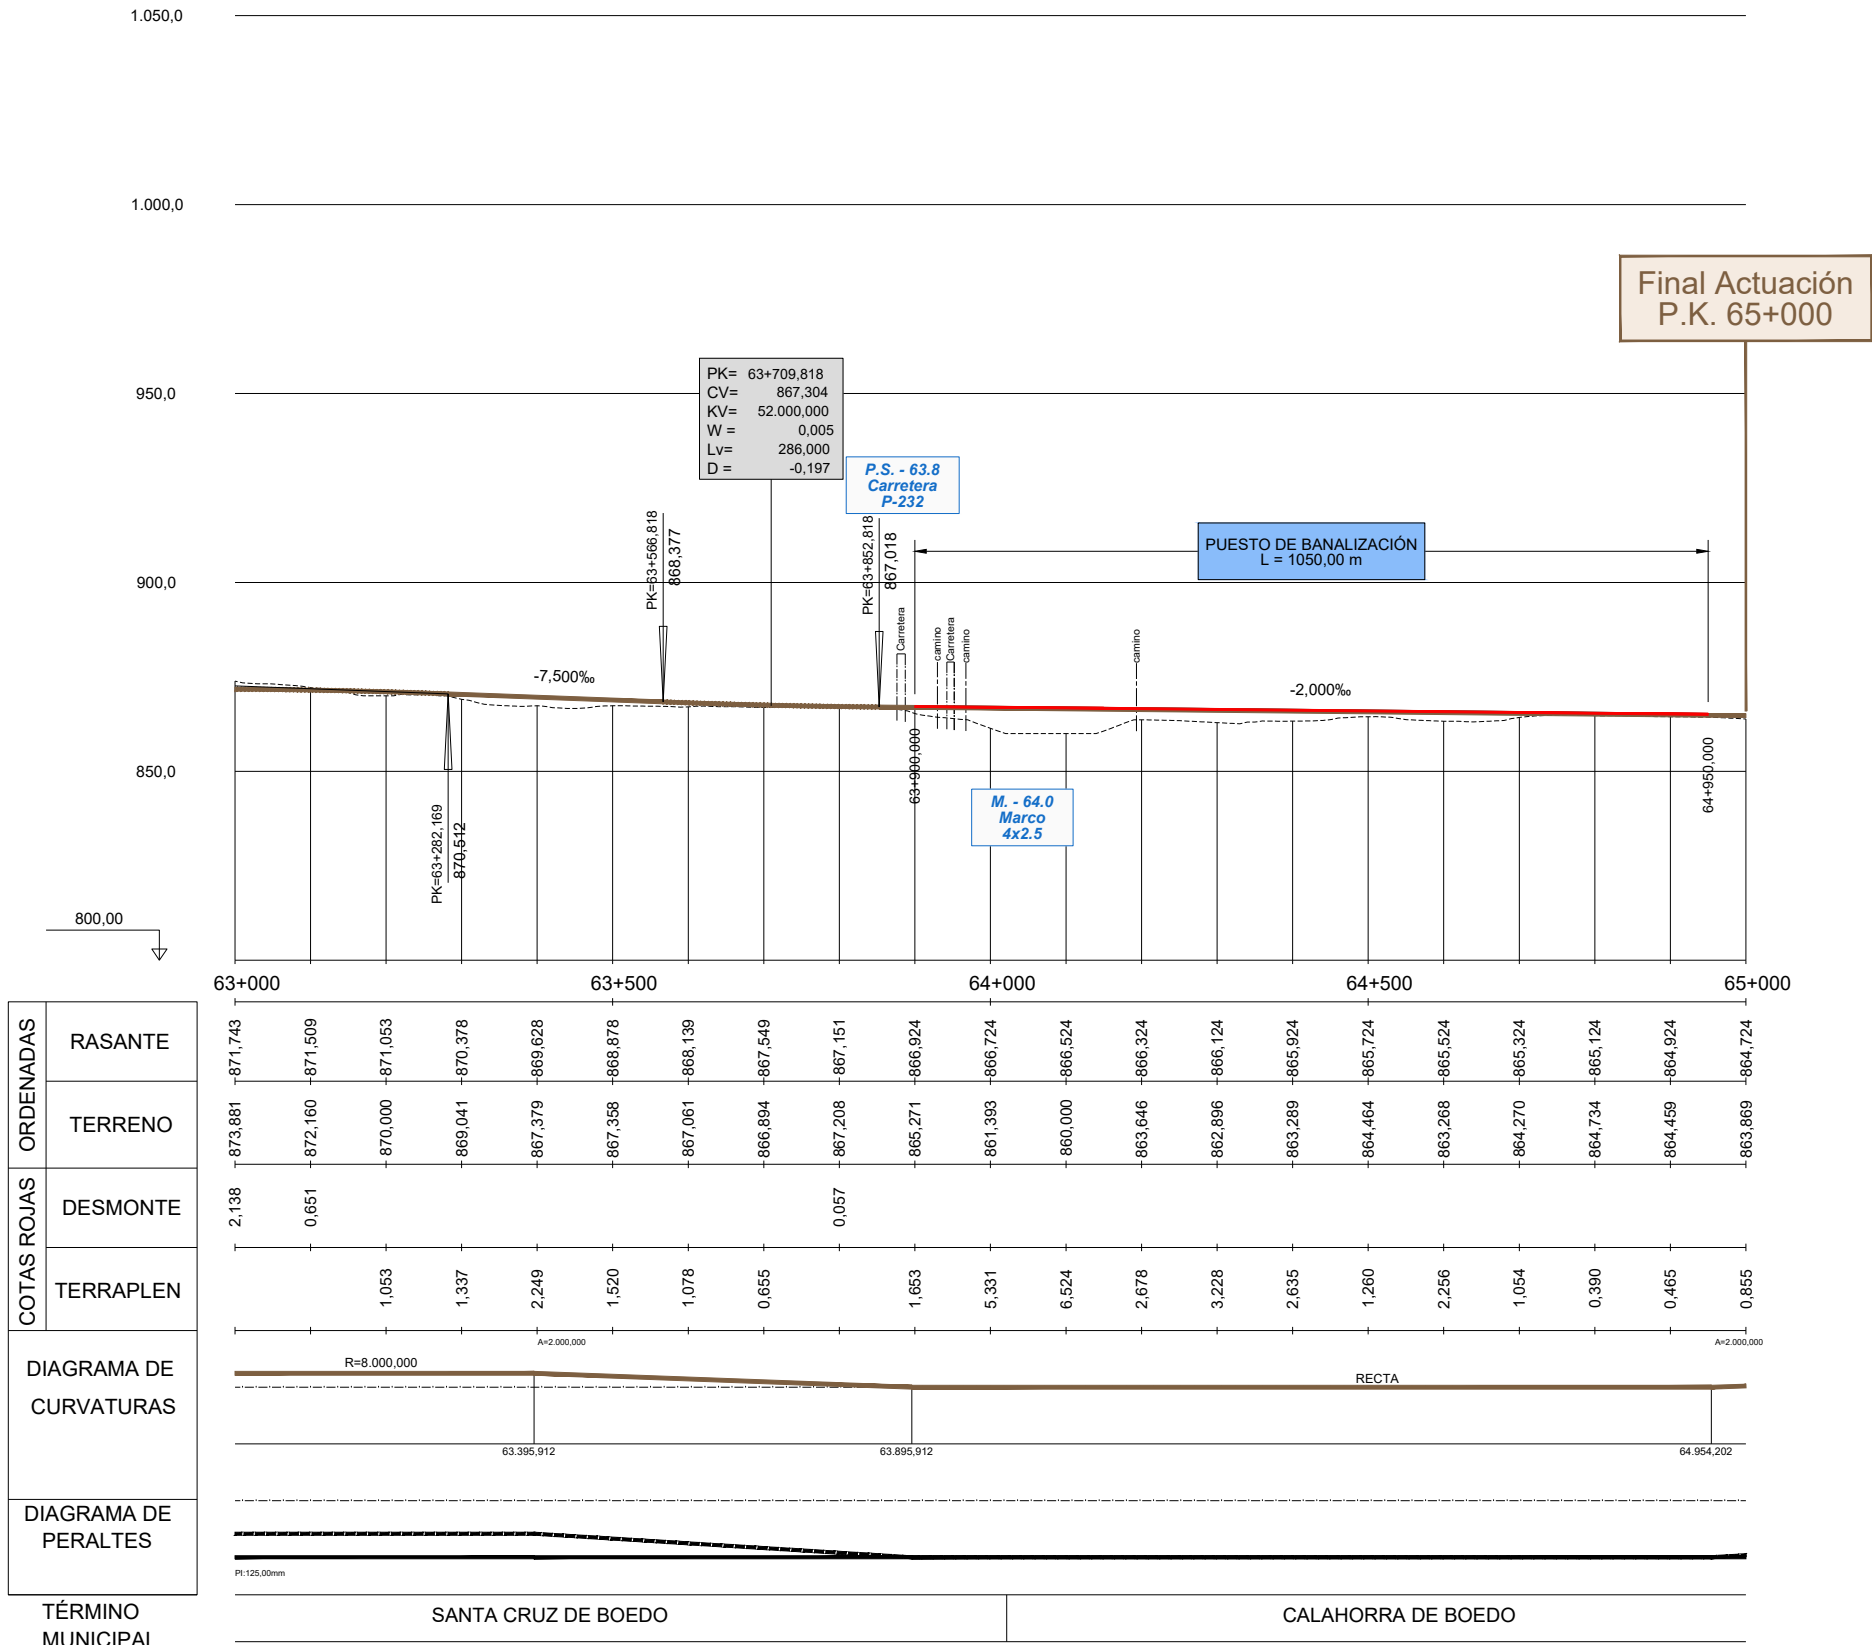 1.050,0
1.000,0
950,0
900,0
850,0
800,00
Final Actuación
P.K. 65+000
PK= 63+709,818
CV= 867,304
KV= 52.000,000
W = 0,005
Lv= 286,000
D = -0,197
P.S. - 63.8
Carretera
P-232
PUESTO DE BANALIZACIÓN
L = 1050,00 m
PK=63+566,818
868,377
PK=63+852,818
867,018
Carretera
camino
Carretera
camino
camino
-7,500‰
-2,000‰
PK=63+282,169
870,512
63+900,000
64+950,000
M. - 64.0
Marco
4x2.5
63+000 63+500 64+000 64+500 65+000
ORDENADAS
RASANTE
871,743 871,509 871,053 870,378 869,628 868,878 868,139 867,549 867,151 866,924 866,724 866,524 866,324 866,124 865,924 865,724 865,524 865,324 865,124 864,924 864,724
TERRENO
873,881 872,160 870,000 869,041 867,379 867,358 867,061 866,894 867,208 865,271 861,393 860,000 863,646 862,896 863,289 864,464 863,268 864,270 864,734 864,459 863,869
COTAS ROJAS
DESMONTE
2,138 0,651 0,057
TERRAPLEN
1,053 1,337 2,249 1,520 1,078 0,655 1,653 5,331 6,524 2,678 3,228 2,635 1,260 2,256 1,054 0,390 0,465 0,855
DIAGRAMA DE
CURVATURAS
R=8.000,000
A=2.000,000
RECTA
A=2.000,000
63.395,912
63.895,912
64.954,202
DIAGRAMA DE
PERALTES
Pl:125,00mm
TÉRMINO
MUNICIPAL
SANTA CRUZ DE BOEDO
CALAHORRA DE BOEDO